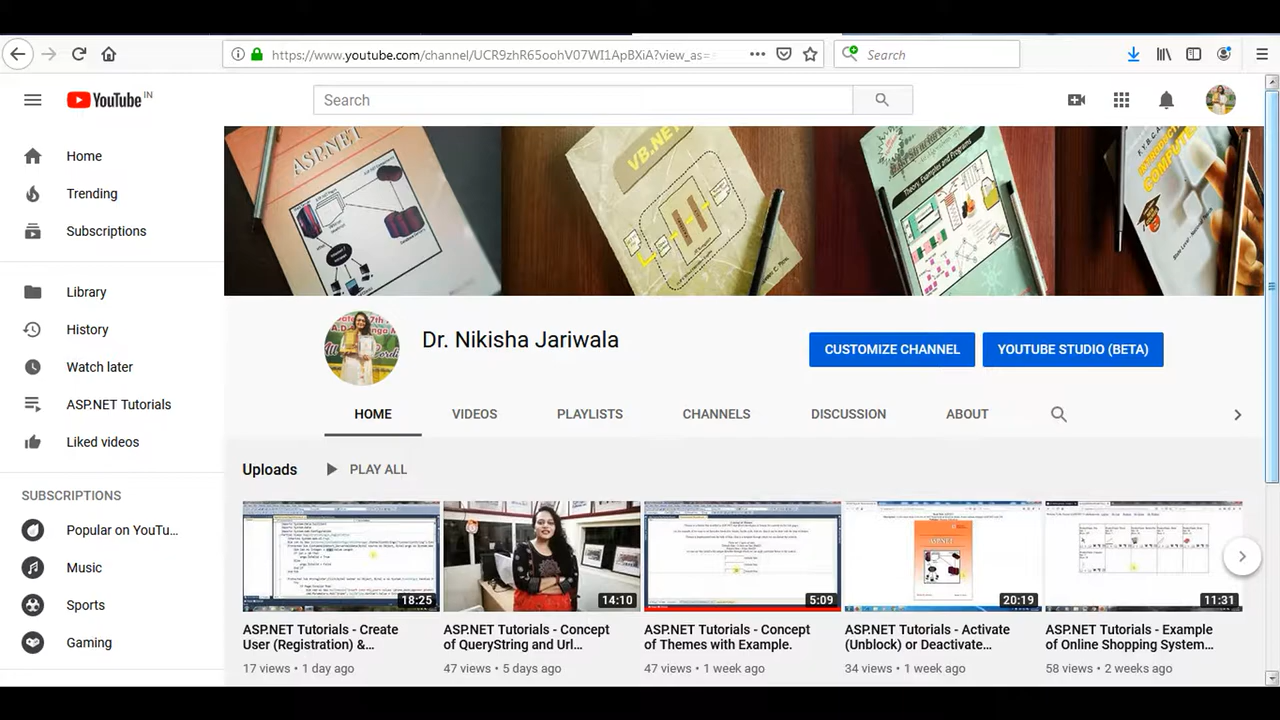 https://www.youtube.com/channel/UCR9zhR65oohV07WI1ApBXiA?view_as=
Search
YouTube IN
Search
Home
Trending
Subscriptions
Library
History
Watch later
ASP.NET Tutorials
Liked videos
SUBSCRIPTIONS
Popular on YouTu...
Music
Sports
Gaming
ASP.NET
VB.NET
Theory, Examples and Programs
Dr. Nikisha Jariwala
CUSTOMIZE CHANNEL
YOUTUBE STUDIO (BETA)
HOME
VIDEOS
PLAYLISTS
CHANNELS
DISCUSSION
ABOUT
Uploads
PLAY ALL
18:25
14:10
5:09
20:19
11:31
ASP.NET Tutorials - Create
User (Registration) &...
17 views • 1 day ago
ASP.NET Tutorials - Concept
of QueryString and Url...
47 views • 5 days ago
ASP.NET Tutorials - Concept
of Themes with Example.
47 views • 1 week ago
ASP.NET Tutorials - Activate
(Unblock) or Deactivate...
34 views • 1 week ago
ASP.NET Tutorials - Example
of Online Shopping System...
58 views • 2 weeks ago